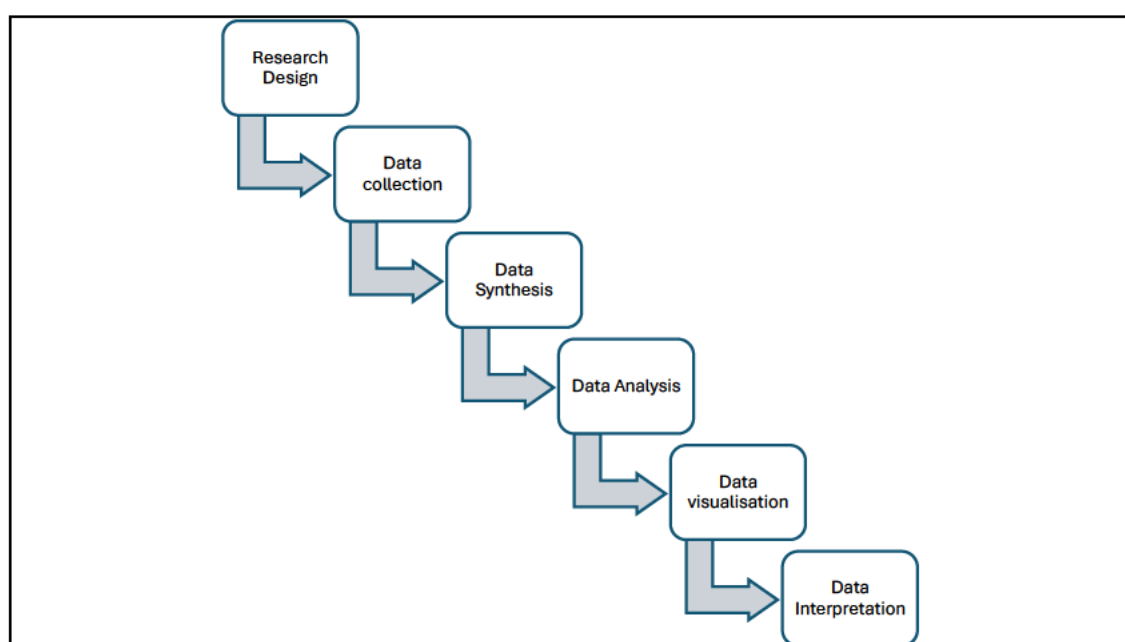 Research
Design
Data
collection
Data
Synthesis
Data Analysis
Data
visualisation
Data
Interpretation